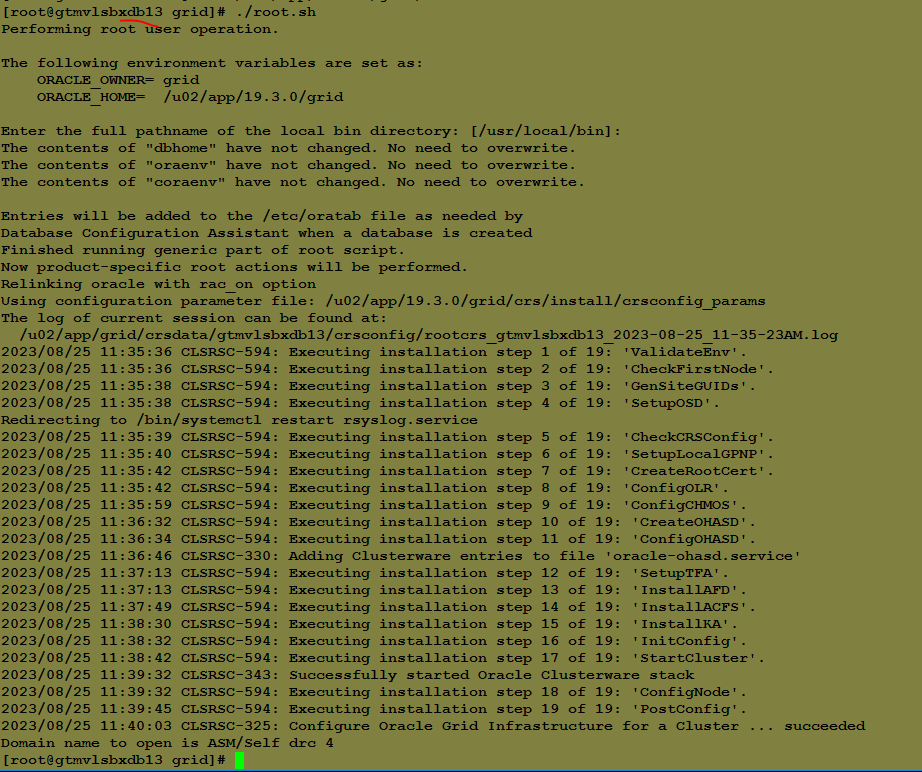 [root@gtmvlsbxdb13 grid]# ./root.sh
Performing root user operation.
The following environment variables are set as:
ORACLE_OWNER= grid
ORACLE_HOME= /u02/app/19.3.0/grid
Enter the full pathname of the local bin directory: [/usr/local/bin]:
The contents of "dbhome" have not changed. No need to overwrite.
The contents of "oraenv" have not changed. No need to overwrite.
The contents of "coraenv" have not changed. No need to overwrite.
Entries will be added to the /etc/oratab file as needed by
Database Configuration Assistant when a database is created
Finished running generic part of root script.
Now product-specific root actions will be performed.
Relinking oracle with rac_on option
Using configuration parameter file: /u02/app/19.3.0/grid/crs/install/crsconfig_params
The log of current session can be found at:
/u02/app/grid/crsdata/gtmvlsbxdb13/crsconfig/rootcrs_gtmvlsbxdb13_2023-08-25_11-35-23AM.log
2023/08/25 11:35:36 CLSRSC-594: Executing installation step 1 of 19: 'ValidateEnv'.
2023/08/25 11:35:36 CLSRSC-594: Executing installation step 2 of 19: 'CheckFirstNode'.
2023/08/25 11:35:38 CLSRSC-594: Executing installation step 3 of 19: 'GenSiteGUIDs'.
2023/08/25 11:35:38 CLSRSC-594: Executing installation step 4 of 19: 'SetupOSD'.
Redirecting to /bin/systemctl restart rsyslog.service
2023/08/25 11:35:39 CLSRSC-594: Executing installation step 5 of 19: 'CheckCRSConfig'.
2023/08/25 11:35:40 CLSRSC-594: Executing installation step 6 of 19: 'SetupLocalGPNP'.
2023/08/25 11:35:42 CLSRSC-594: Executing installation step 7 of 19: 'CreateRootCert'.
2023/08/25 11:35:42 CLSRSC-594: Executing installation step 8 of 19: 'ConfigOLR'.
2023/08/25 11:35:59 CLSRSC-594: Executing installation step 9 of 19: 'ConfigCHMOS'.
2023/08/25 11:36:32 CLSRSC-594: Executing installation step 10 of 19: 'CreateOHASD'.
2023/08/25 11:36:34 CLSRSC-594: Executing installation step 11 of 19: 'ConfigOHASD'.
2023/08/25 11:36:46 CLSRSC-330: Adding Clusterware entries to file 'oracle-ohasd.service'
2023/08/25 11:37:13 CLSRSC-594: Executing installation step 12 of 19: 'SetupTFA'.
2023/08/25 11:37:13 CLSRSC-594: Executing installation step 13 of 19: 'InstallAFD'.
2023/08/25 11:37:49 CLSRSC-594: Executing installation step 14 of 19: 'InstallACFS'.
2023/08/25 11:38:30 CLSRSC-594: Executing installation step 15 of 19: 'InstallKA'.
2023/08/25 11:38:32 CLSRSC-594: Executing installation step 16 of 19: 'InitConfig'.
2023/08/25 11:38:42 CLSRSC-594: Executing installation step 17 of 19: 'StartCluster'.
2023/08/25 11:39:32 CLSRSC-343: Successfully started Oracle Clusterware stack
2023/08/25 11:39:32 CLSRSC-594: Executing installation step 18 of 19: 'ConfigNode'.
2023/08/25 11:39:45 CLSRSC-594: Executing installation step 19 of 19: 'PostConfig'.
2023/08/25 11:40:03 CLSRSC-325: Configure Oracle Grid Infrastructure for a Cluster ... succeeded
Domain name to open is ASM/Self drc 4
[root@gtmvlsbxdb13 grid]#